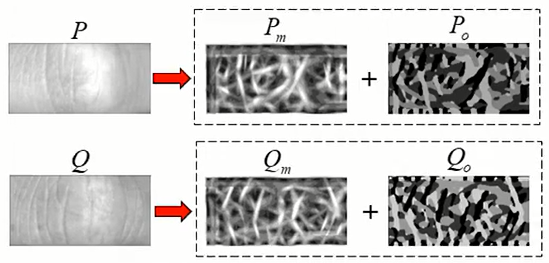 P P_m + P_o
Q Q_m + Q_o